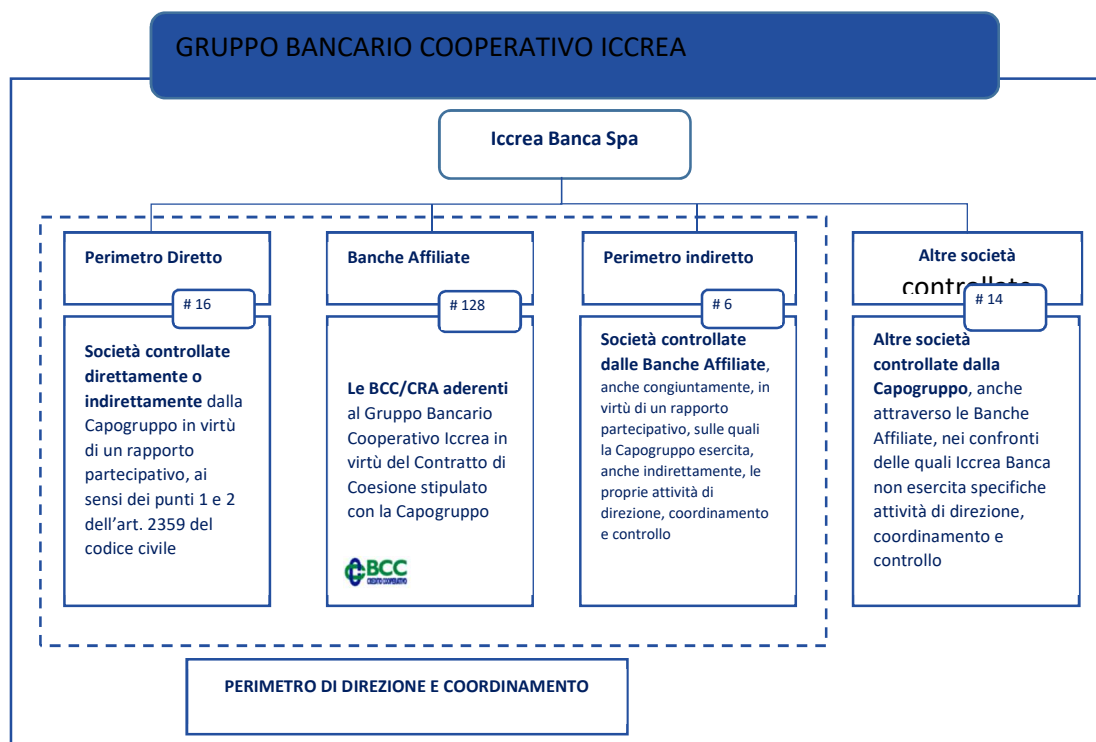 GRUPPO BANCARIO COOPERATIVO ICCREA
Iccrea Banca Spa
Perimetro Diretto
# 16
Società controllate
direttamente o
indirettamente dalla
Capogruppo in virtù
di un rapporto
partecipativo, ai
sensi dei punti 1 e 2
dell’art. 2359 del
codice civile
Banche Affiliate
# 128
Le BCC/CRA aderenti
al Gruppo Bancario
Cooperativo Iccrea in
virtù del Contratto di
Coesione stipulato
con la Capogruppo
BCC
CREDITO COOPERATIVO
Perimetro indiretto
# 6
Società controllate
dalle Banche Affiliate,
anche congiuntamente, in
virtù di un rapporto
partecipativo, sulle quali
la Capogruppo esercita,
anche indirettamente, le
proprie attività di
direzione, coordinamento
e controllo
Altre società
controllate
# 14
Altre società
controllate dalla
Capogruppo, anche
attraverso le Banche
Affiliate, nei confronti
delle quali Iccrea Banca
non esercita specifiche
attività di direzione,
coordinamento e
controllo
PERIMETRO DI DIREZIONE E COORDINAMENTO